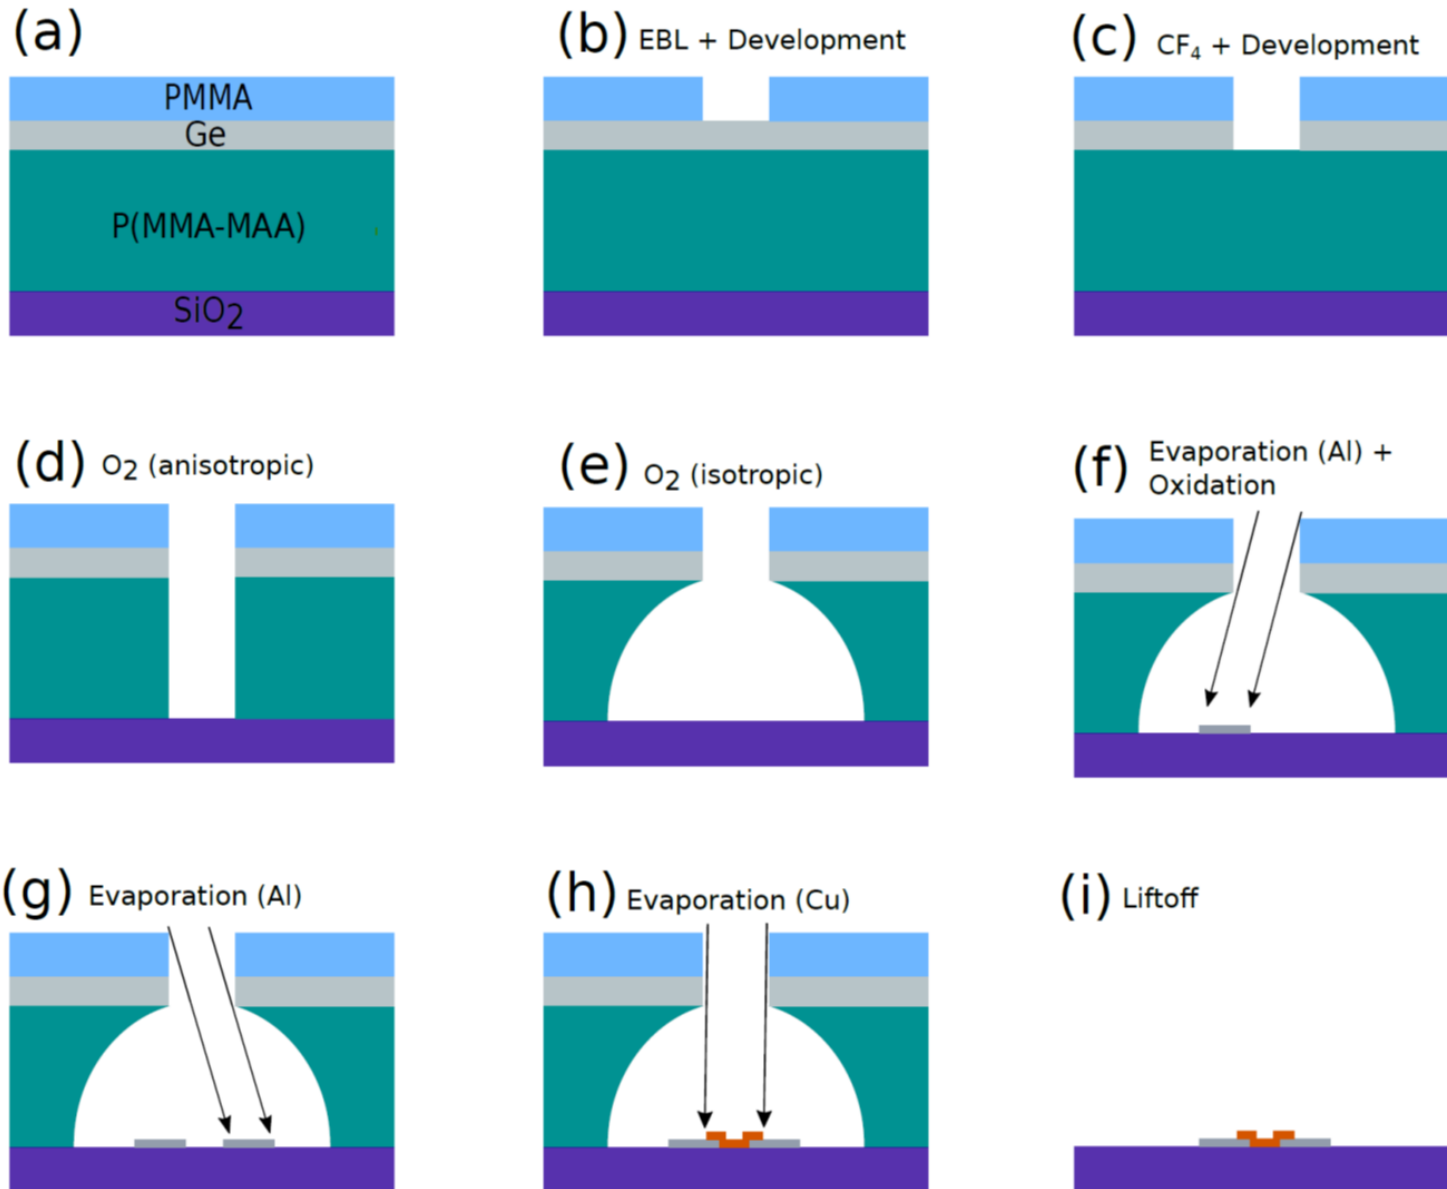 (a)
PMMA
Ge
P(MMA-MAA)
SiO2
(b) EBL + Development
(c) CF4 + Development
(d) O2 (anisotropic)
(e) O2 (isotropic)
(f) Evaporation (Al) +
Oxidation
(g) Evaporation (Al)
(h) Evaporation (Cu)
(i) Liftoff